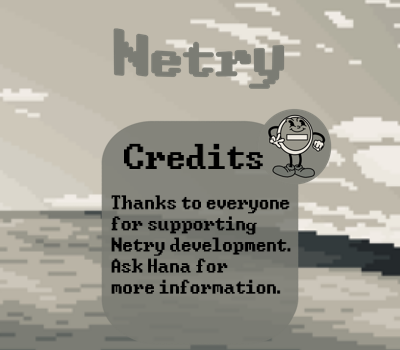 Netry
Credits
Thanks to everyone
for supporting
Netry development.
Ask Hana for
more information.